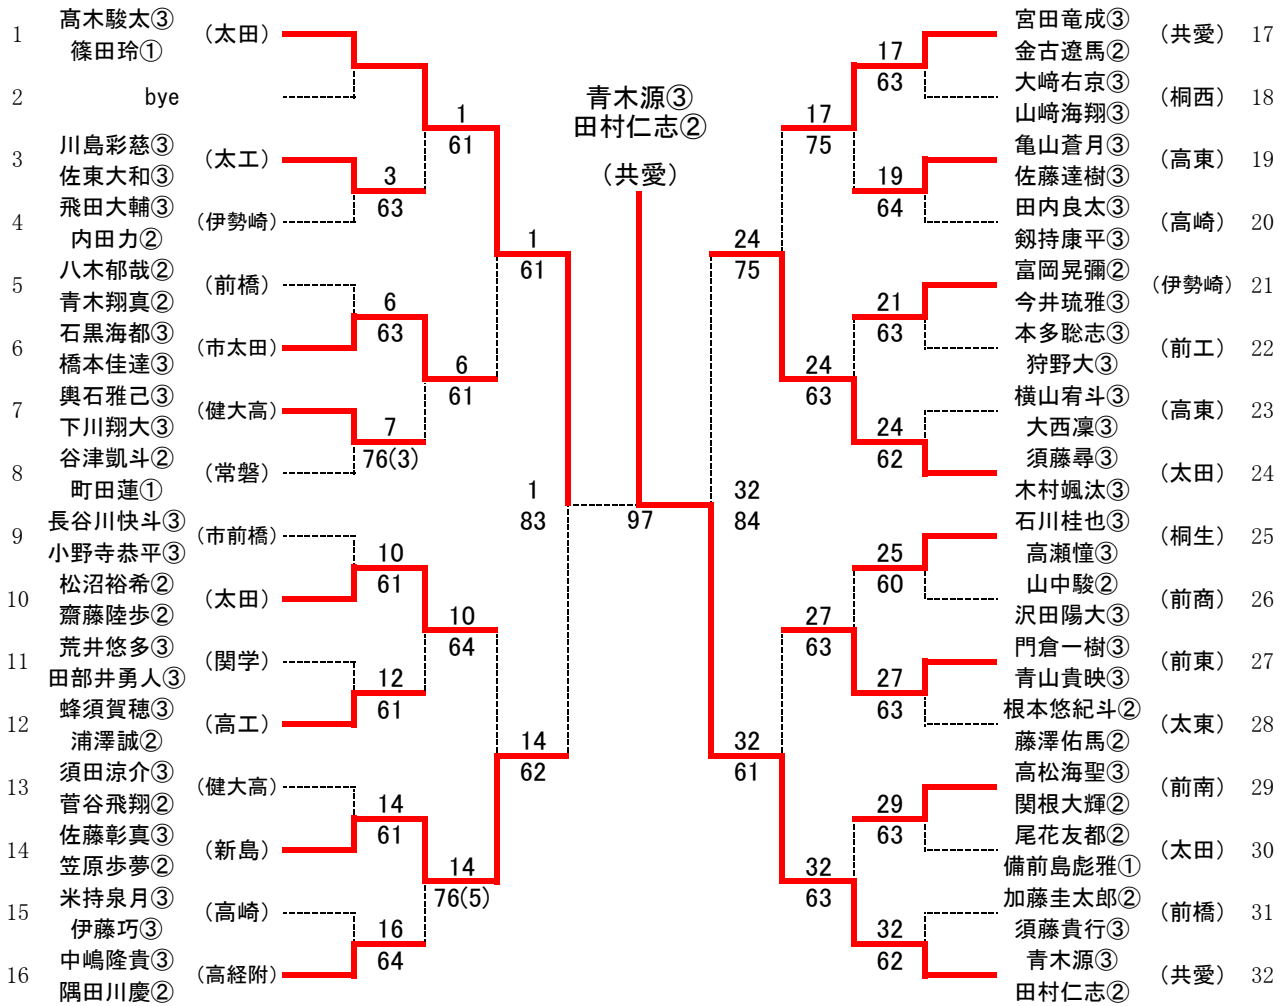 1 髙木駿太③ (太田)
篠田玲①
2 bye
3 川島彩慈③ (太工)
佐東大和③
4 飛田大輔③ (伊勢崎)
内田力②
5 八木郁哉② (前橋)
青木翔真②
6 石黒海都③ (市太田)
橋本佳達③
7 輿石雅己③ (健大高)
下川翔大③
8 谷津凱斗② (常磐)
町田蓮①
9 長谷川快斗③ (市前橋)
小野寺恭平③
10 松沼裕希② (太田)
齋藤陸歩②
11 荒井悠多③ (関学)
田部井勇人③
12 蜂須賀穂③ (高工)
浦澤誠②
13 須田涼介③ (健大高)
菅谷飛翔②
14 佐藤彰真③ (新島)
笠原歩夢②
15 米持泉月③ (高崎)
伊藤巧③
16 中嶋隆貴③ (高経附)
隅田川慶②
3
63
6
63
7
76(3)
10
61
12
61
14
61
16
64
1
61
6
61
10
64
14
76(5)
1
61
14
62
1
83
青木源③
田村仁志②
(共愛)
97
32
84
24
75
32
61
17
75
24
63
27
63
32
63
17
63
19
64
21
63
24
62
25
60
27
63
29
63
32
62
宮田竜成③ (共愛) 17
金古遼馬②
大﨑右京③ (桐西) 18
山﨑海翔③
亀山蒼月③ (高東) 19
佐藤達樹③
田内良太③ (高崎) 20
剱持康平③
富岡晃彌② (伊勢崎) 21
今井琉雅③
本多聡志③ (前工) 22
狩野大③
横山宥斗③ (高東) 23
大西凜③
須藤尋③ (太田) 24
木村颯汰③
石川桂也③ (桐生) 25
高瀬憧③
山中駿② (前商) 26
沢田陽大③
門倉一樹③ (前東) 27
青山貴映③
根本悠紀斗② (太東) 28
藤澤佑馬②
高松海聖③ (前南) 29
関根大輝②
尾花友都② (太田) 30
備前島彪雅①
加藤圭太郎② (前橋) 31
須藤貴行③
青木源③ (共愛) 32
田村仁志②